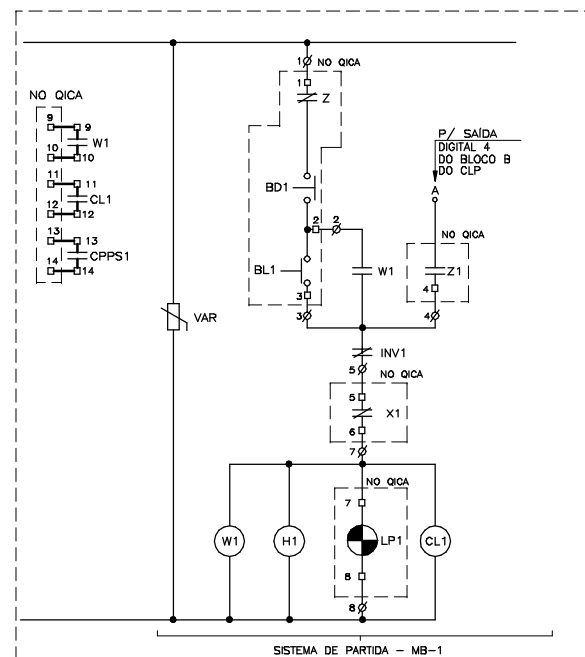 1 NO QICA
1
Z
NO QICA
9 9
W1
10 10
11 11
CL1
12 12
13 13
CPPS1
14 14
P/ SAÍDA
DIGITAL 4
DO BLOCO B
DO CLP
A
BD1
2 2
NO QICA
BL1
W1
Z1
3
4
3
4
VAR
INV1
5 NO QICA
5
X1
6
7
NO QICA
7
W1
H1
LP1
CL1
8
8
SISTEMA DE PARTIDA – MB-1